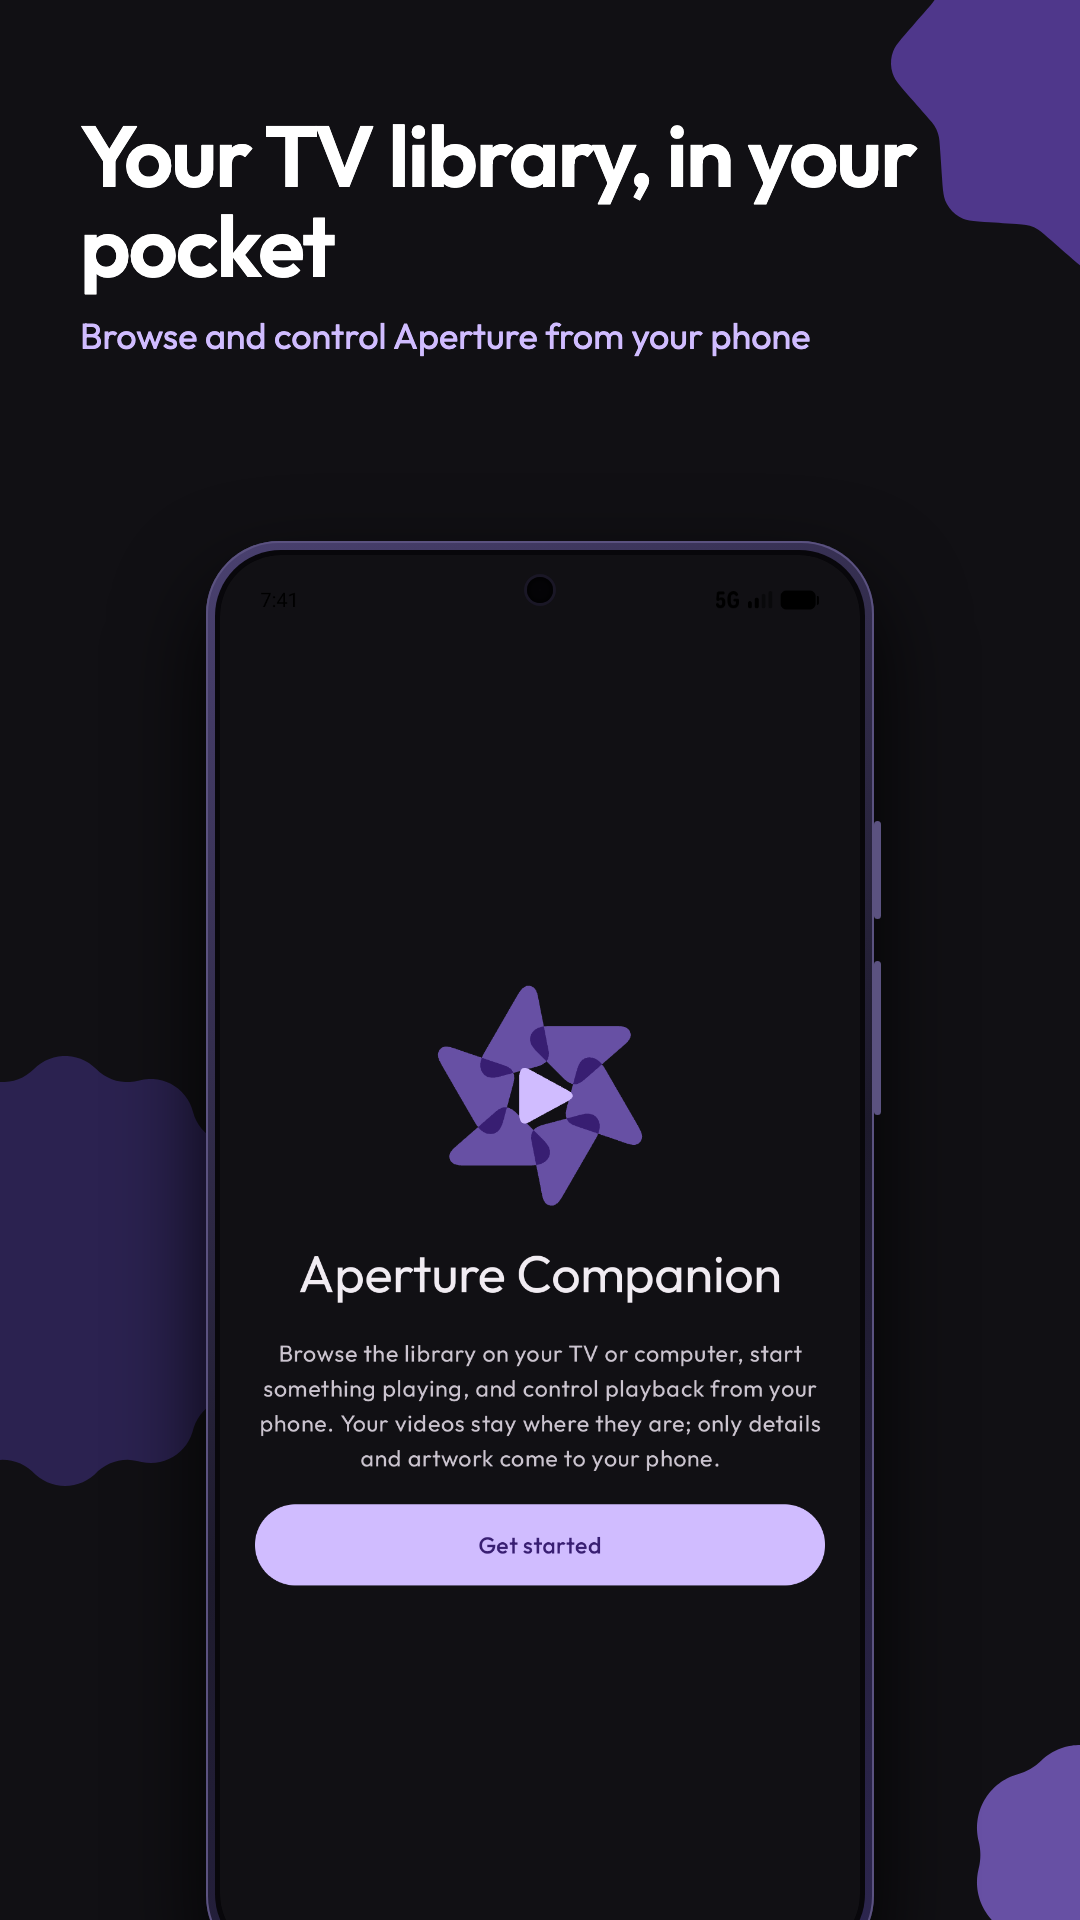 Your TV library, in your
pocket
Browse and control Aperture from your phone
7:41
5G
Aperture Companion
Browse the library on your TV or computer, start
something playing, and control playback from your
phone. Your videos stay where they are; only details
and artwork come to your phone.
Get started